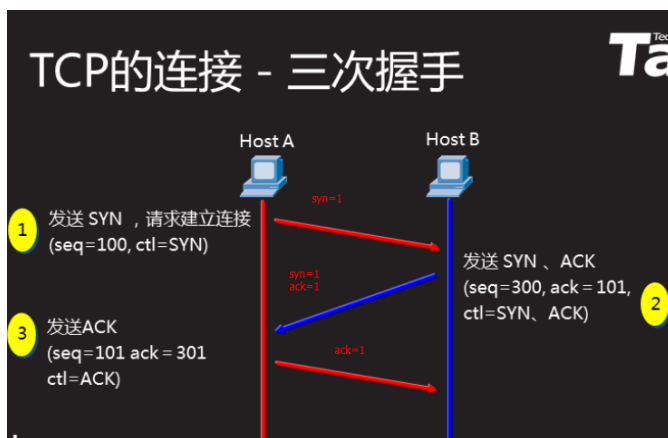 TCP的连接 - 三次握手
Tec
Ta
Host A
Host B
syn=1
1
发送 SYN ，请求建立连接
(seq=100, ctl=SYN)
发送 SYN 、ACK
(seq=300, ack = 101,
ctl=SYN、ACK)
2
syn=1
ack=1
3
发送ACK
(seq=101 ack = 301
ctl=ACK)
ack=1